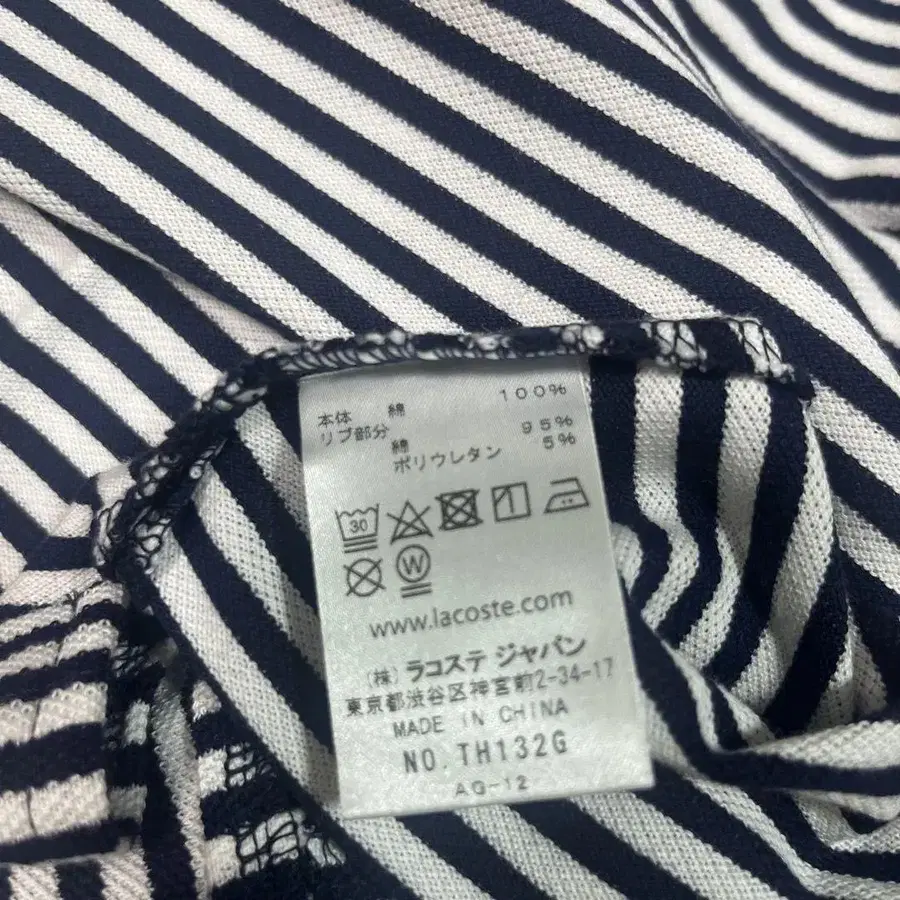 本体 綿 100%
リブ部分
綿 95%
ポリウレタン 5%
30
W
www.lacoste.com
(株) ラコステ ジャパン
東京都渋谷区神宮前2-34-17
MADE IN CHINA
NO. TH132G
AG-12